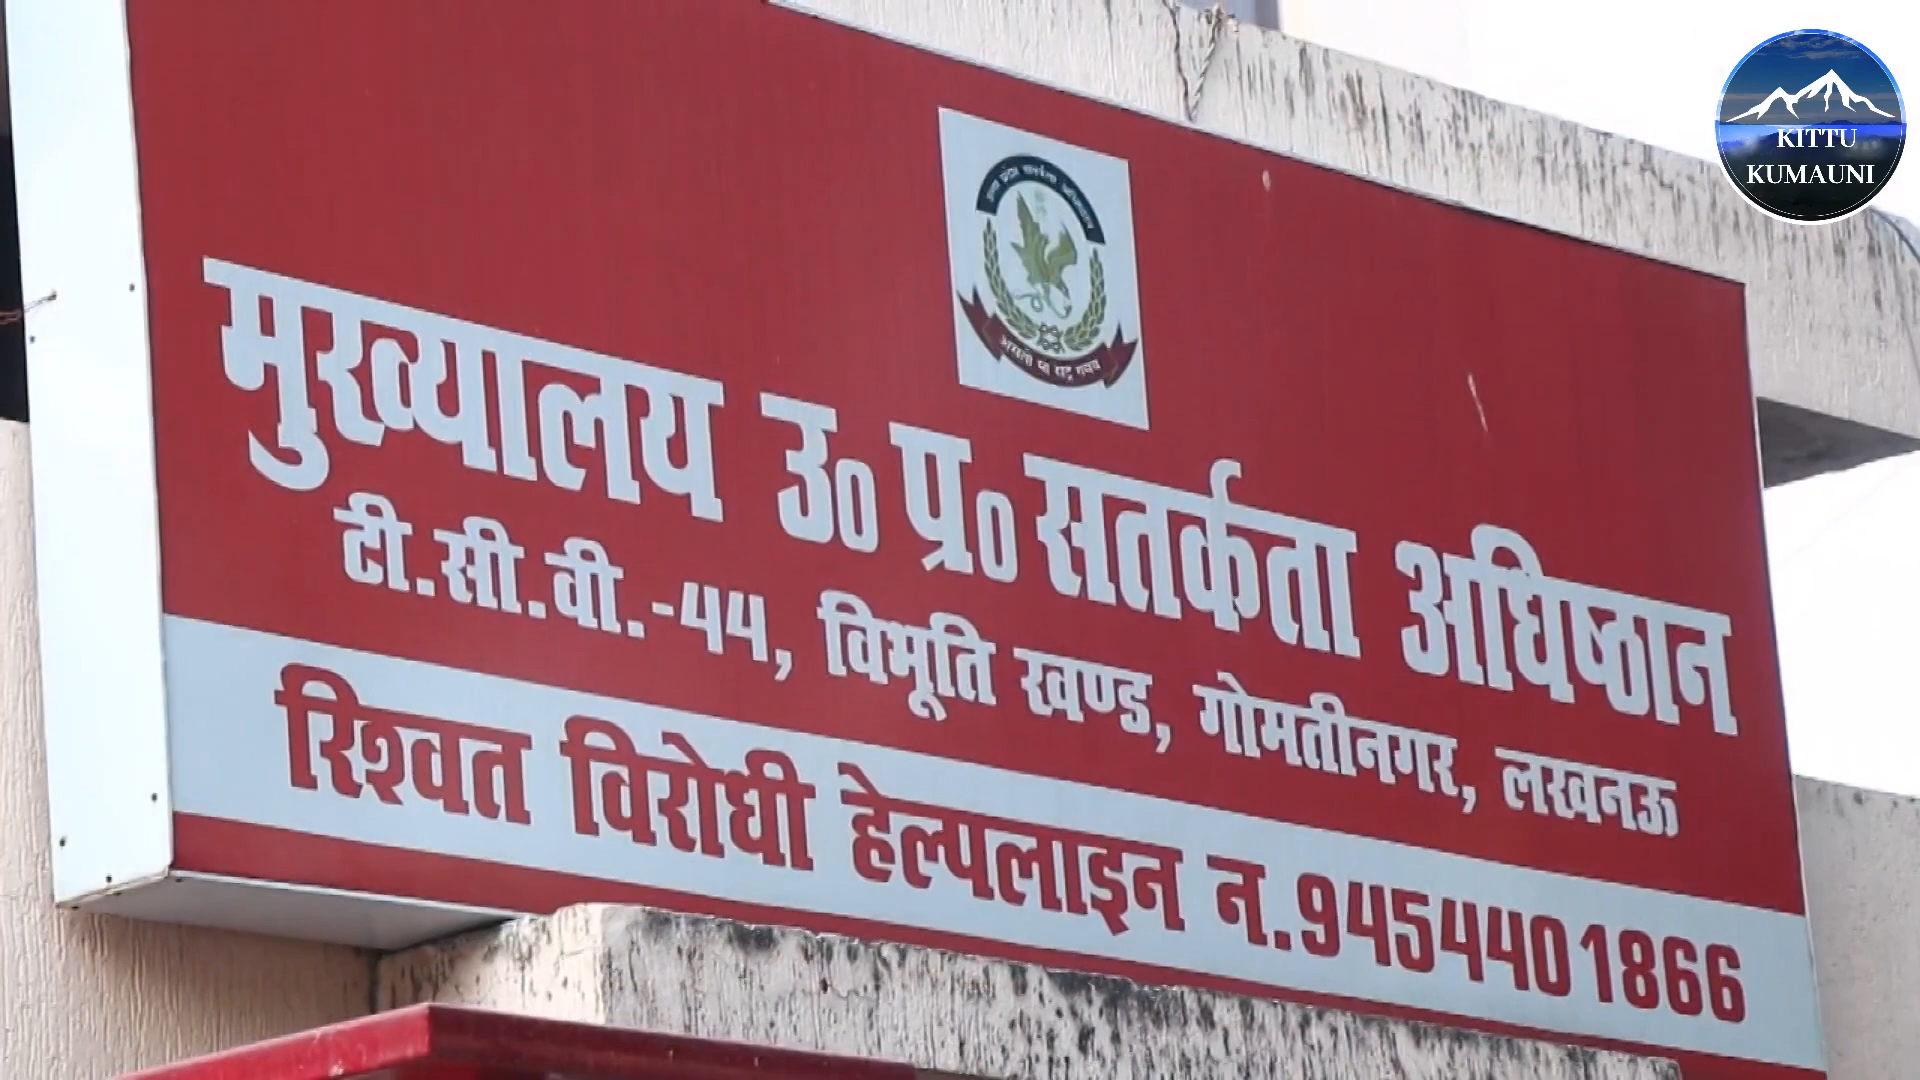 KITTU
KUMAUNI
मुख्यालय उ० प्र० सतर्कता अधिष्ठान
टी.सी.वी.-44, विभूति खण्ड, गोमतीनगर, लखनऊ
रिश्वत विरोधी हेल्पलाइन न.9454401866